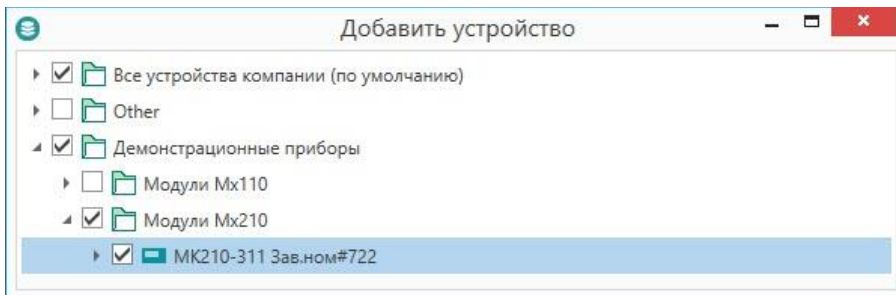 Добавить устройство
Все устройства компании (по умолчанию)
Other
Демонстрационные приборы
Модули Мх110
Модули Мх210
МК210-311 Зав.ном#722